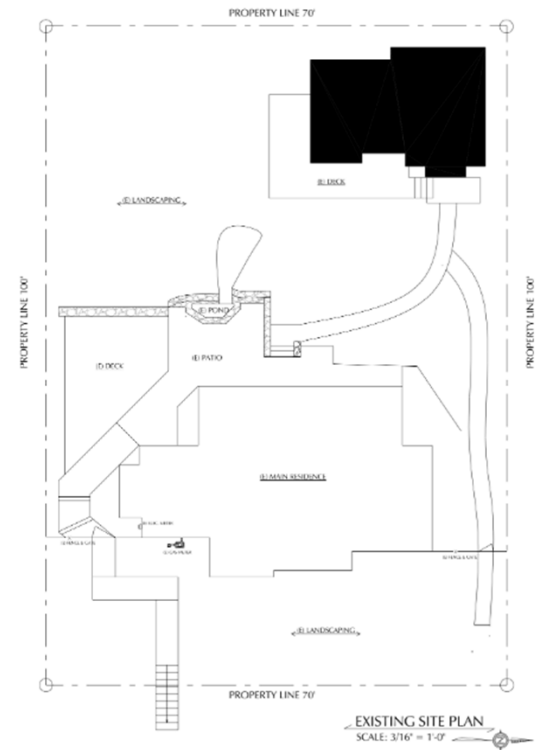 PROPERTY LINE 70'
(E) DECK
(E) LANDSCAPING
PROPERTY LINE 100'
PROPERTY LINE 100'
(E) POND
(E) PATIO
(E) DECK
(E) MAIN RESIDENCE
(E) LANDSCAPING
PROPERTY LINE 70'
EXISTING SITE PLAN
SCALE: 3/16" = 1'-0"